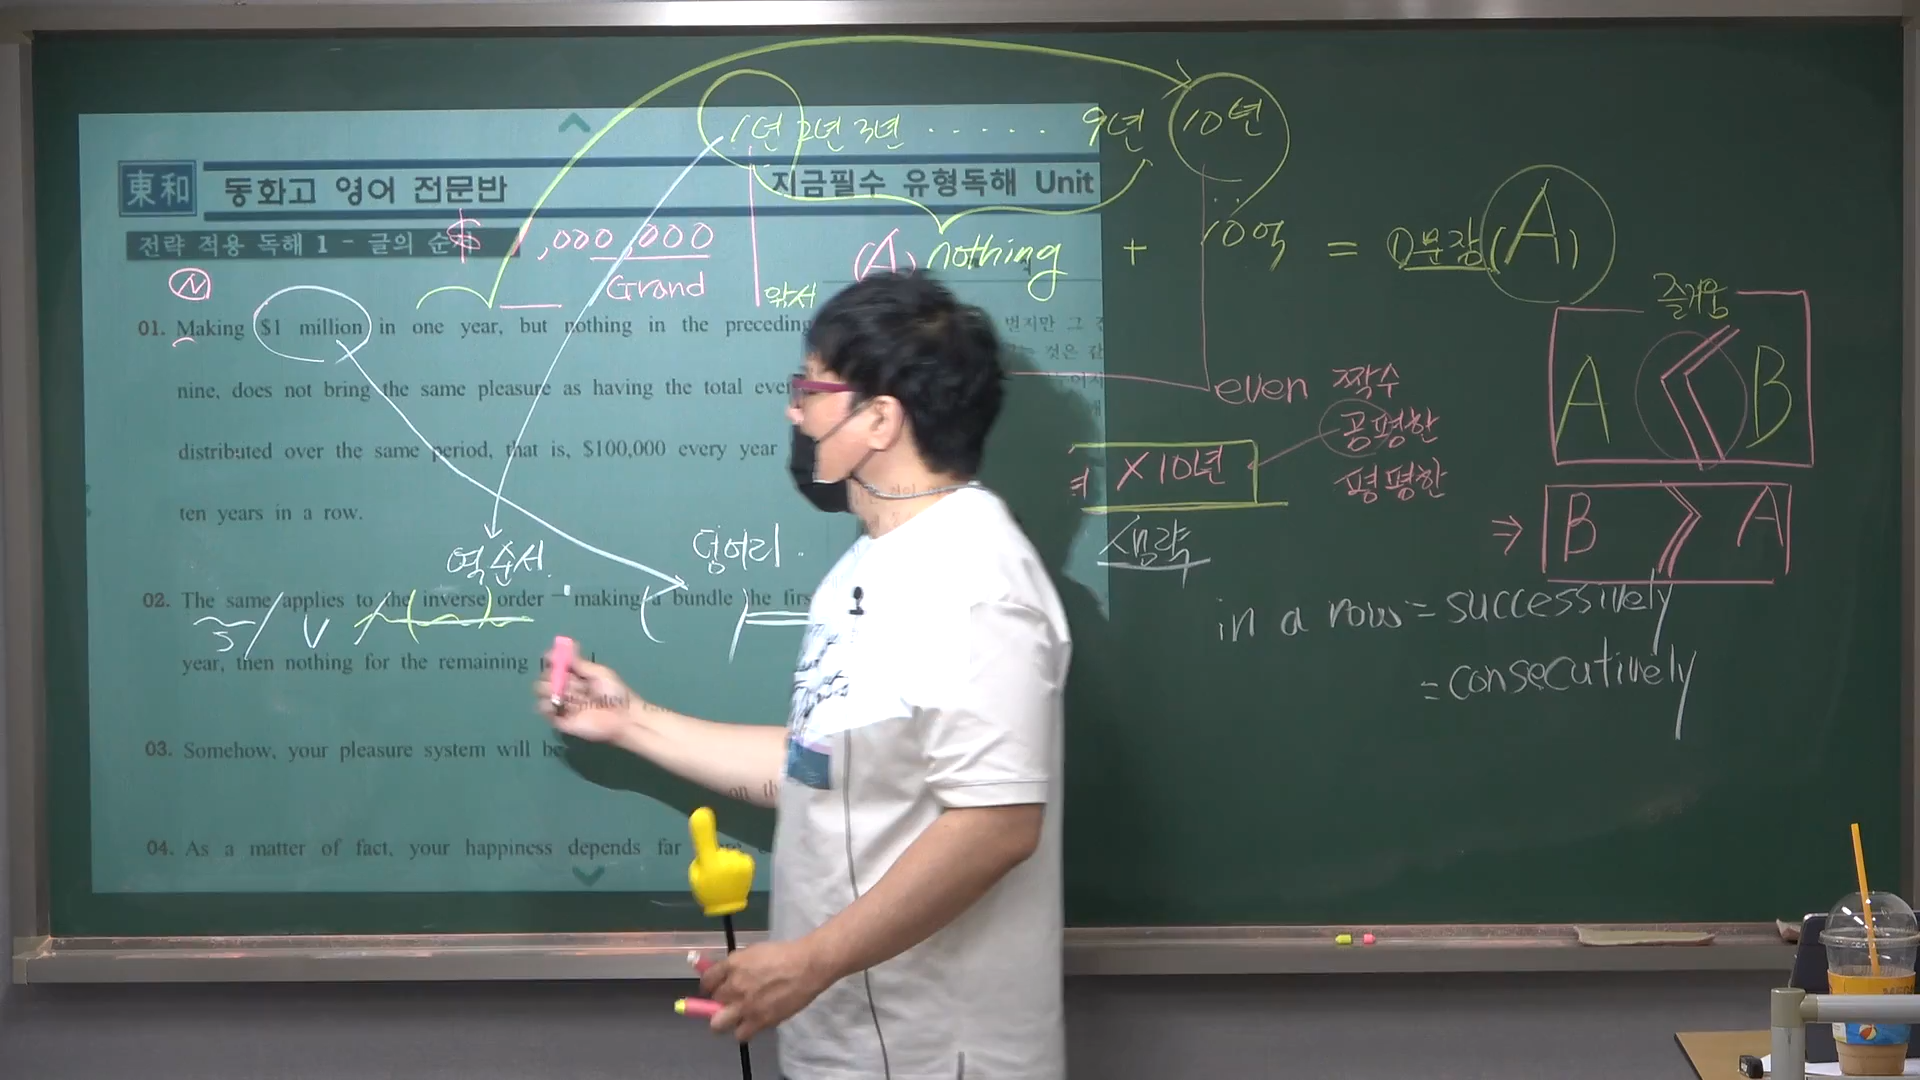 1년 2년 3년 · · · · · · 9년 10년
東和 동화고 영어 전문반 지금필수 유형독해 Unit
전략 적용 독해 1 - 글의 순
$ ,000,000
Grand
앞서
(A) nothing + 10억 = ①문장(A)
N
즐거움
A 《 B
B 》 A
01. Making $1 million in one year, but nothing in the preceding
nine, does not bring the same pleasure as having the total even
distributed over the same period, that is, $100,000 every year
ten years in a row.
even 짝수
공평한
평평한
×10년
생략
역순서.
덩어리.
02. The same applies to the inverse order – making a bundle the firs
S V
year, then nothing for the remaining
in a row = successively
= consecutively
03. Somehow, your pleasure system will be
04. As a matter of fact, your happiness depends far